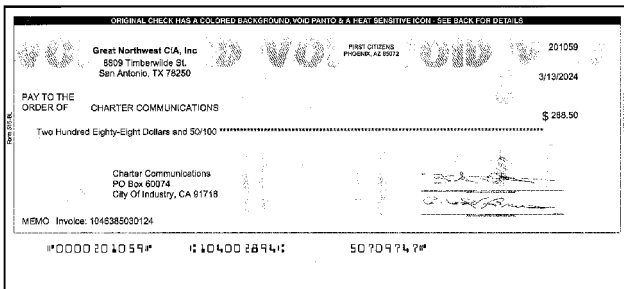 ORIGINAL CHECK HAS A COLORED BACKGROUND, VOID PANTO & A HEAT SENSITIVE ICON - SEE BACK FOR DETAILS
Great Northwest CIA, Inc
8809 Timberwilde St.
San Antonio, TX 78250
FIRST CITIZENS
PHOENIX, AZ 85072
201059
3/13/2024
PAY TO THE
ORDER OF CHARTER COMMUNICATIONS
$ 288.50
Two Hundred Eighty-Eight Dollars and 50/100 ****************************************
Charter Communications
PO Box 60074
City Of Industry, CA 91716
MEMO Invoice: 1046385030124
⑈0000201059⑈ ⑆104002894⑆ 50709747⑈